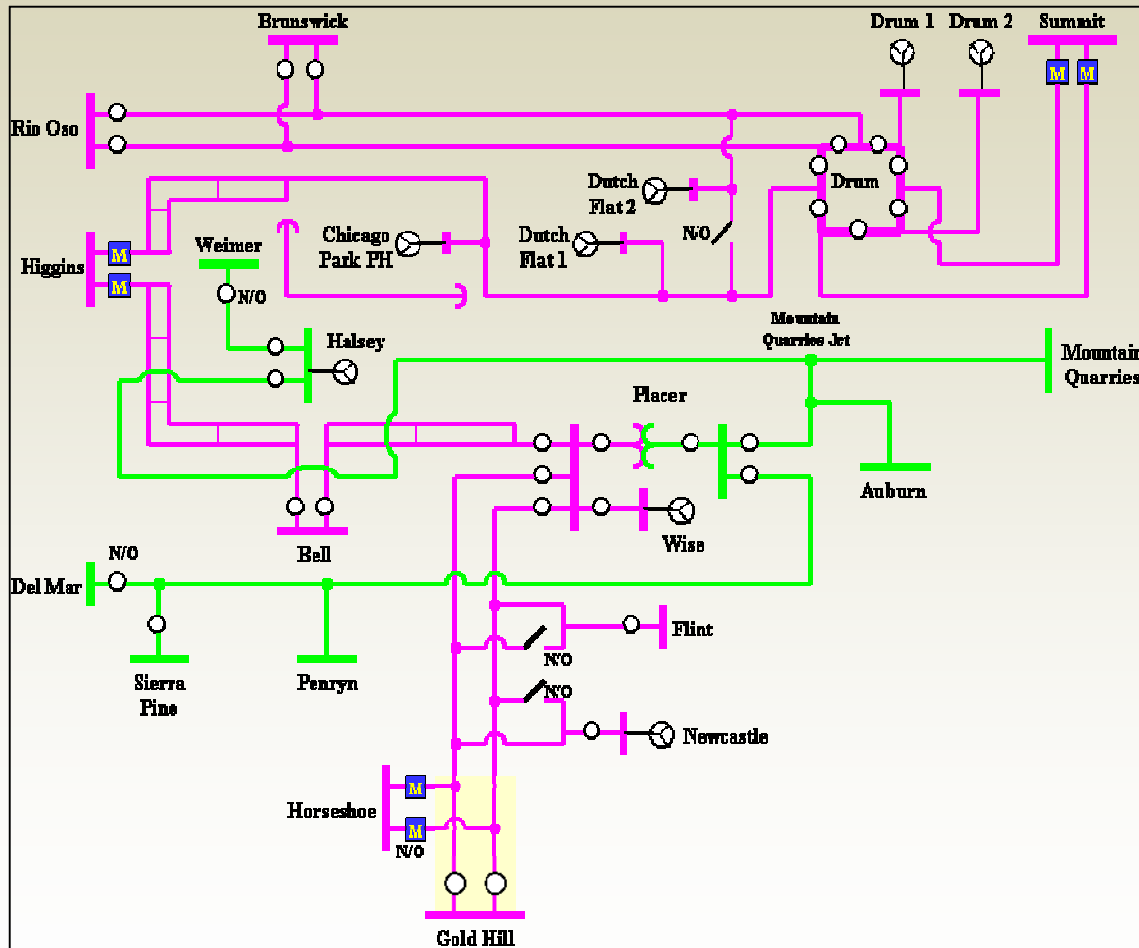 Brunswick
Drum 1
Drum 2
Summit
M
M
Rio Oso
Drum
Dutch
Flat 2
N/O
Chicago
Park PH
Dutch
Flat 1
Weimer
M
Higgins
M
N/O
Halsey
Mountain
Quarries Jct
Mountain
Quarries
Placer
Auburn
Wise
Bell
N/O
Del Mar
Flint
N/O
Sierra
Pine
Penryn
N/O
Newcastle
M
Horseshoe
M
N/O
Gold Hill